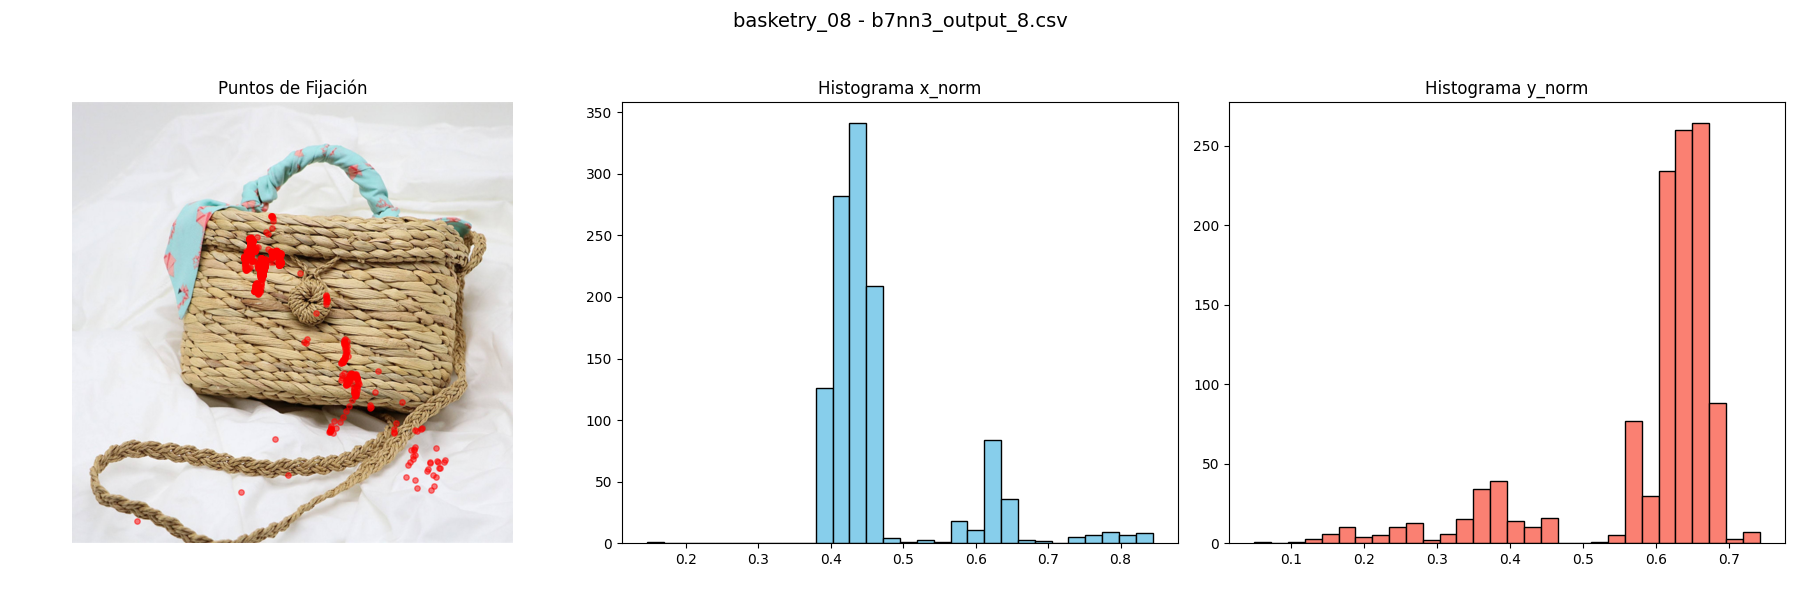 basketry_08 - b7nn3_output_8.csv
Puntos de Fijación
Histograma x_norm
350
300
250
200
150
100
50
0
0.2 0.3 0.4 0.5 0.6 0.7 0.8
Histograma y_norm
250
200
150
100
50
0
0.1 0.2 0.3 0.4 0.5 0.6 0.7